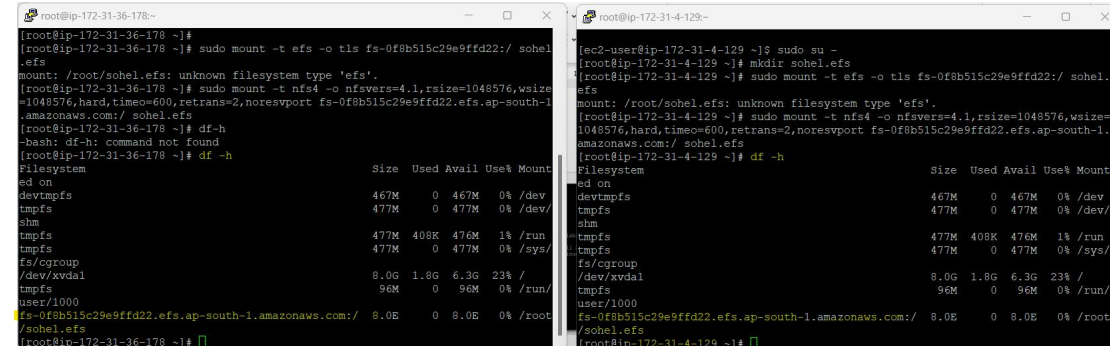 root@ip-172-31-36-178:~
[root@ip-172-31-36-178 ~]#
[root@ip-172-31-36-178 ~]# sudo mount -t efs -o tls fs-0f8b515c29e9ffd22:/ sohel
.efs
mount: /root/sohel.efs: unknown filesystem type 'efs'.
[root@ip-172-31-36-178 ~]# sudo mount -t nfs4 -o nfsvers=4.1,rsize=1048576,wsize
=1048576,hard,timeo=600,retrans=2,noresvport fs-0f8b515c29e9ffd22.efs.ap-south-1
.amazonaws.com:/ sohel.efs
[root@ip-172-31-36-178 ~]# df-h
-bash: df-h: command not found
[root@ip-172-31-36-178 ~]# df -h
Filesystem Size Used Avail Use% Mount
ed on
devtmpfs 467M 0 467M 0% /dev
tmpfs 477M 0 477M 0% /dev/
shm
tmpfs 477M 408K 476M 1% /run
tmpfs 477M 0 477M 0% /sys/
fs/cgroup
/dev/xvda1 8.0G 1.8G 6.3G 23% /
tmpfs 96M 0 96M 0% /run/
user/1000
fs-0f8b515c29e9ffd22.efs.ap-south-1.amazonaws.com:/ 8.0E 0 8.0E 0% /root
/sohel.efs
[root@ip-172-31-36-178 ~]#
root@ip-172-31-4-129:~
[ec2-user@ip-172-31-4-129 ~]$ sudo su -
[root@ip-172-31-4-129 ~]# mkdir sohel.efs
[root@ip-172-31-4-129 ~]# sudo mount -t efs -o tls fs-0f8b515c29e9ffd22:/ sohel.
efs
mount: /root/sohel.efs: unknown filesystem type 'efs'.
[root@ip-172-31-4-129 ~]# sudo mount -t nfs4 -o nfsvers=4.1,rsize=1048576,wsize=
1048576,hard,timeo=600,retrans=2,noresvport fs-0f8b515c29e9ffd22.efs.ap-south-1.
amazonaws.com:/ sohel.efs
[root@ip-172-31-4-129 ~]# df -h
Filesystem Size Used Avail Use% Mount
ed on
devtmpfs 467M 0 467M 0% /dev
tmpfs 477M 0 477M 0% /dev/
shm
tmpfs 477M 408K 476M 1% /run
tmpfs 477M 0 477M 0% /sys/
fs/cgroup
/dev/xvda1 8.0G 1.8G 6.3G 23% /
tmpfs 96M 0 96M 0% /run/
user/1000
fs-0f8b515c29e9ffd22.efs.ap-south-1.amazonaws.com:/ 8.0E 0 8.0E 0% /root
/sohel.efs
[root@ip-172-31-4-129 ~]#